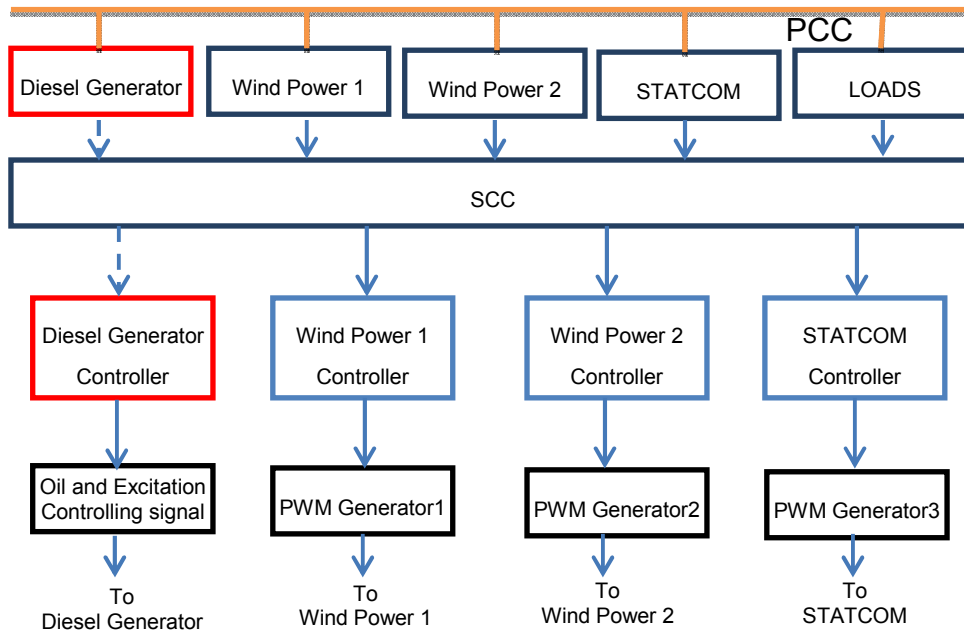 PCC
Diesel Generator
Wind Power 1
Wind Power 2
STATCOM
LOADS
SCC
Diesel Generator
Controller
Wind Power 1
Controller
Wind Power 2
Controller
STATCOM
Controller
Oil and Excitation
Controlling signal
PWM Generator1
PWM Generator2
PWM Generator3
To
Diesel Generator
To
Wind Power 1
To
Wind Power 2
To
STATCOM